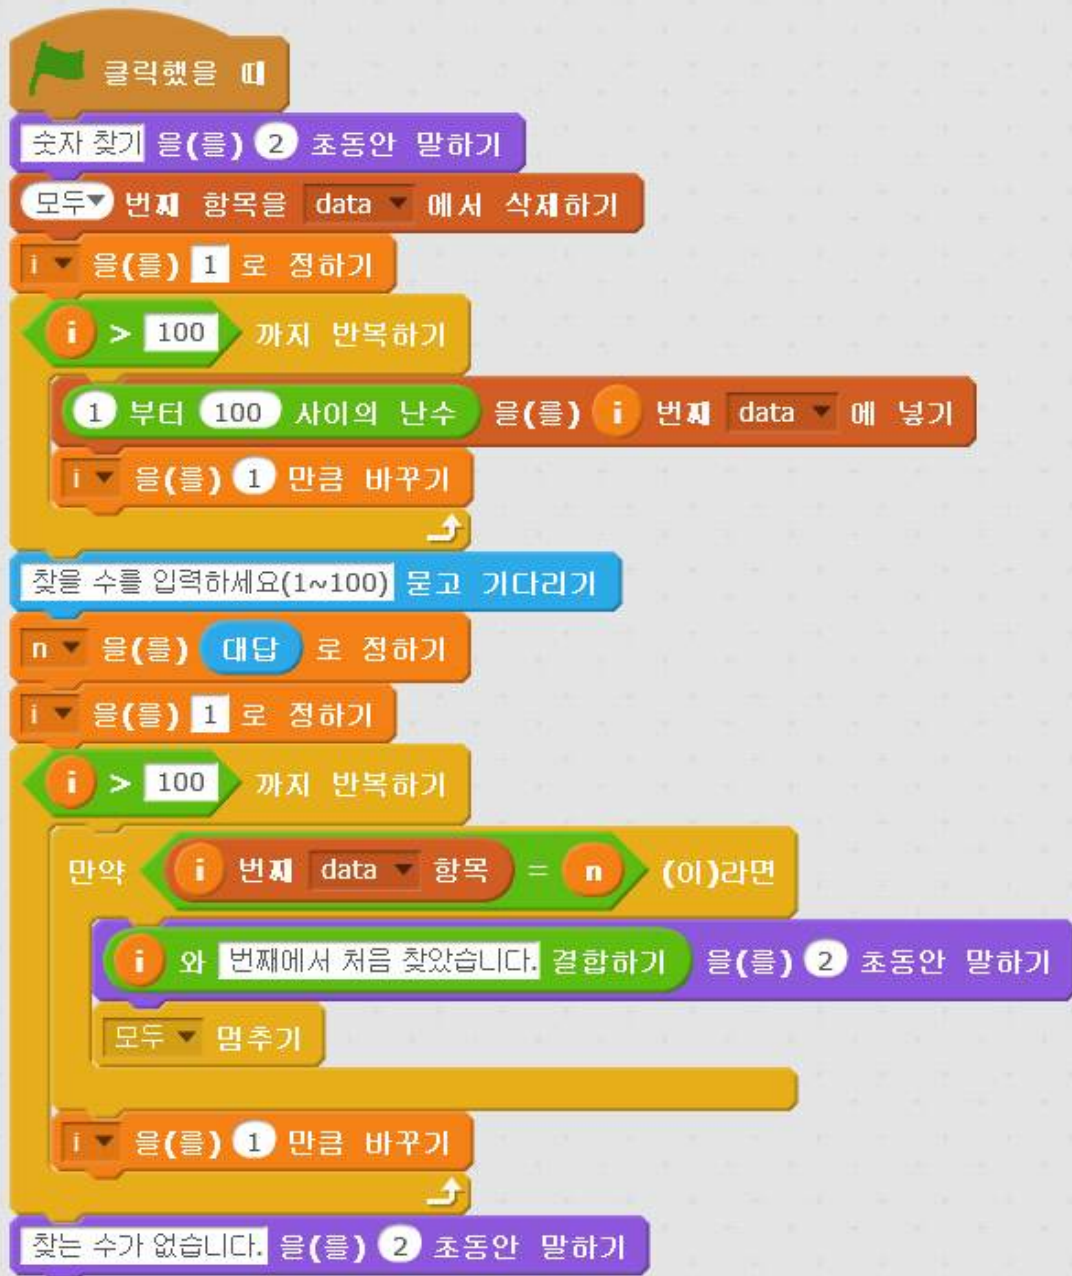 클릭했을 때
숫자 찾기 을(를) 2 초동안 말하기
모두 번째 항목을 data 에서 삭제하기
i 을(를) 1 로 정하기
i > 100 까지 반복하기
1 부터 100 사이의 난수 을(를) i 번째 data 에 넣기
i 을(를) 1 만큼 바꾸기
찾을 수를 입력하세요(1~100) 묻고 기다리기
n 을(를) 대답 로 정하기
i 을(를) 1 로 정하기
i > 100 까지 반복하기
만약 i 번째 data 항목 = n (이)라면
i 와 번째에서 처음 찾았습니다. 결합하기 을(를) 2 초동안 말하기
모두 멈추기
i 을(를) 1 만큼 바꾸기
찾는 수가 없습니다. 을(를) 2 초동안 말하기